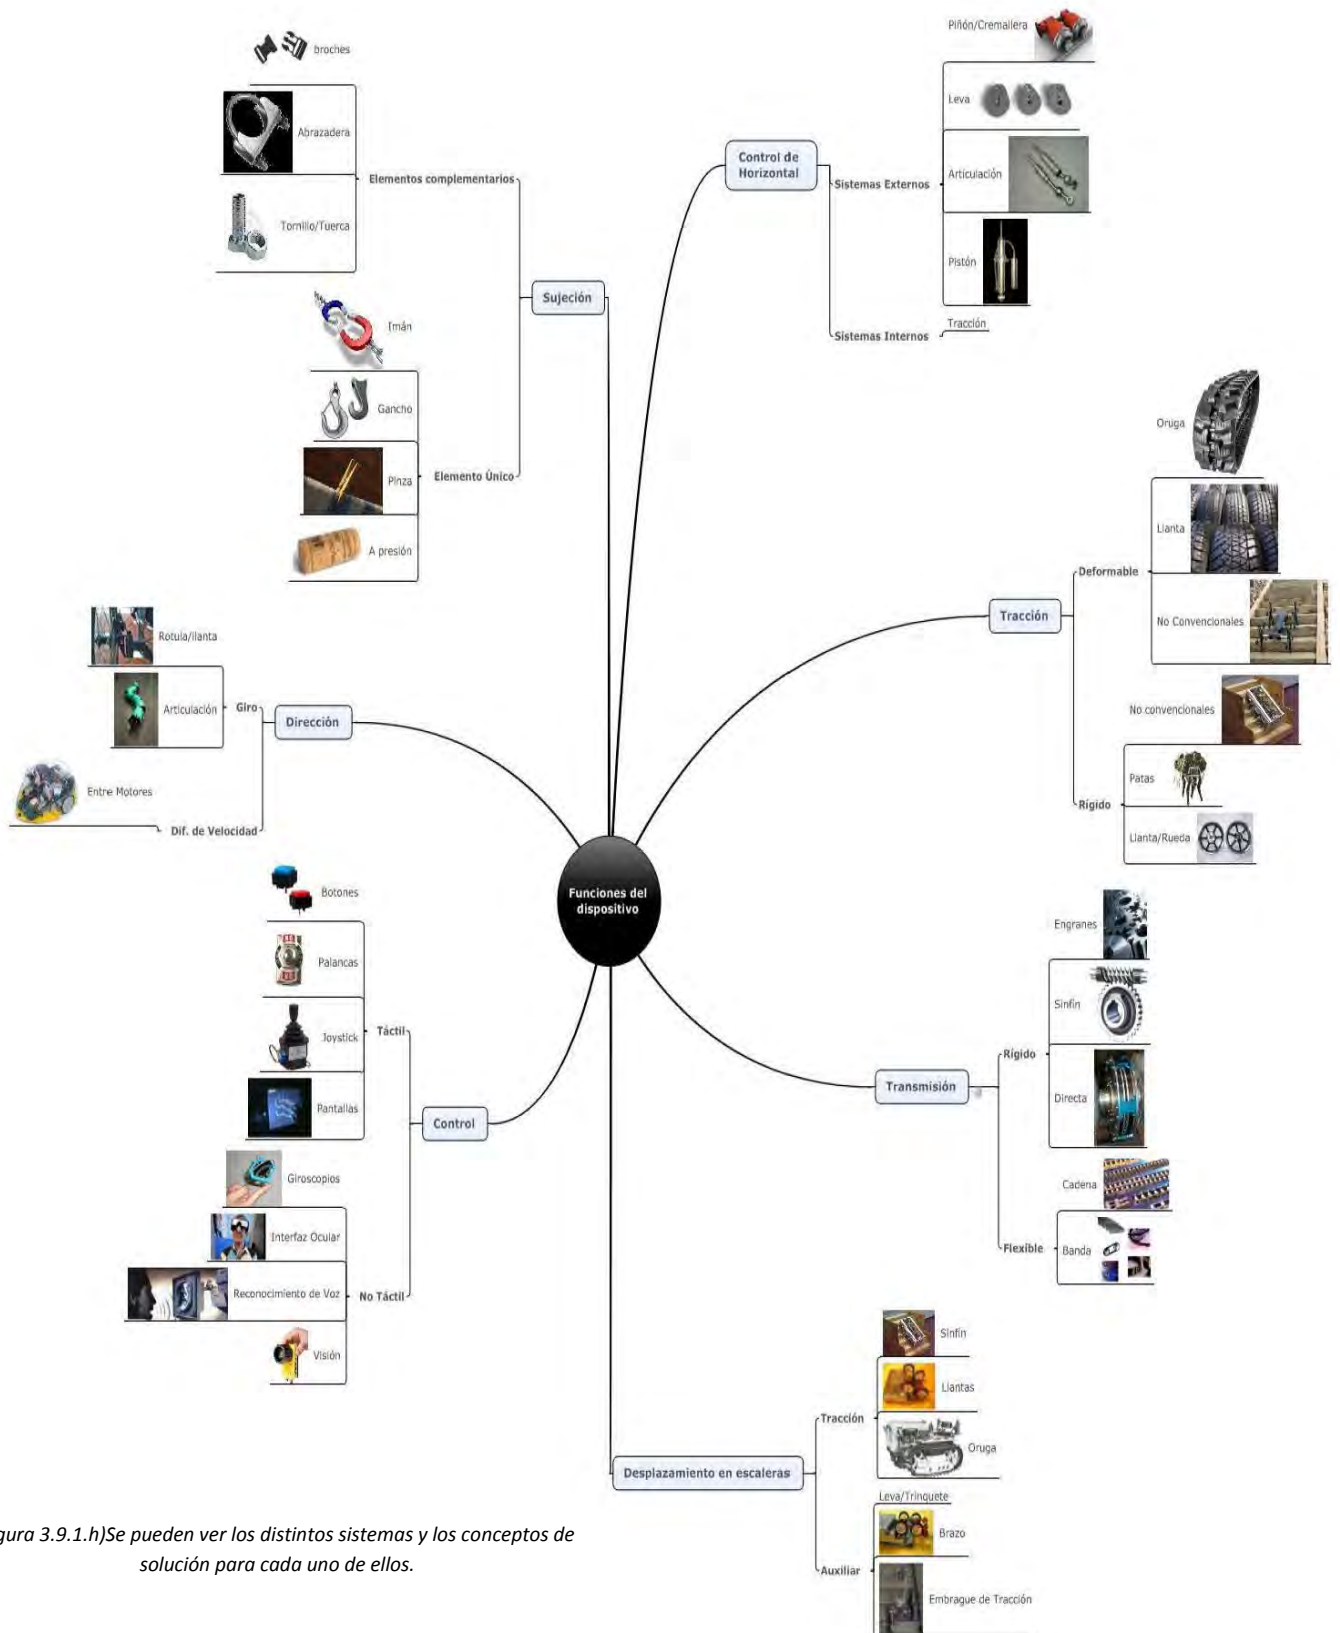 Funciones del
dispositivo
Control de
Horizontal
Sistemas Externos
Piñón/Cremallera
Leva
Articulación
Pistón
Sistemas Internos
Tracción
Tracción
Deformable
Oruga
Llanta
No Convencionales
Rígido
No convencionales
Patas
Llanta/Rueda
Transmisión
Rígido
Engranes
Sinfín
Directa
Flexible
Cadena
Banda
Desplazamiento en escaleras
Tracción
Sinfín
Llantas
Oruga
Auxiliar
Leva/Trinquete
Brazo
Embrague de Tracción
Sujeción
Elementos complementarios
broches
Abrazadera
Tornillo/Tuerca
Elemento Único
Imán
Gancho
Pinza
A presión
Dirección
Giro
Rotula/llanta
Articulación
Dif. de Velocidad
Entre Motores
Control
Táctil
Botones
Palancas
Joystick
Pantallas
No Táctil
Giroscopios
Interfaz Ocular
Reconocimiento de Voz
Visión
gura 3.9.1.h)Se pueden ver los distintos sistemas y los conceptos de
solución para cada uno de ellos.